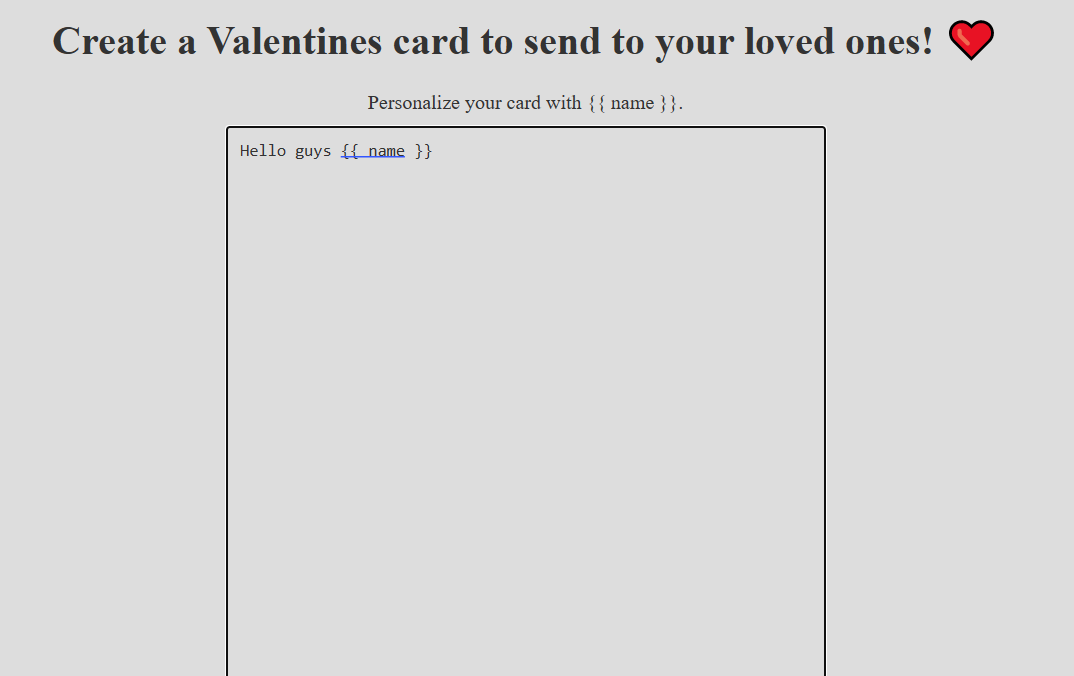 Create a Valentines card to send to your loved ones!
Personalize your card with {{ name }}.
Hello guys {{ name }}